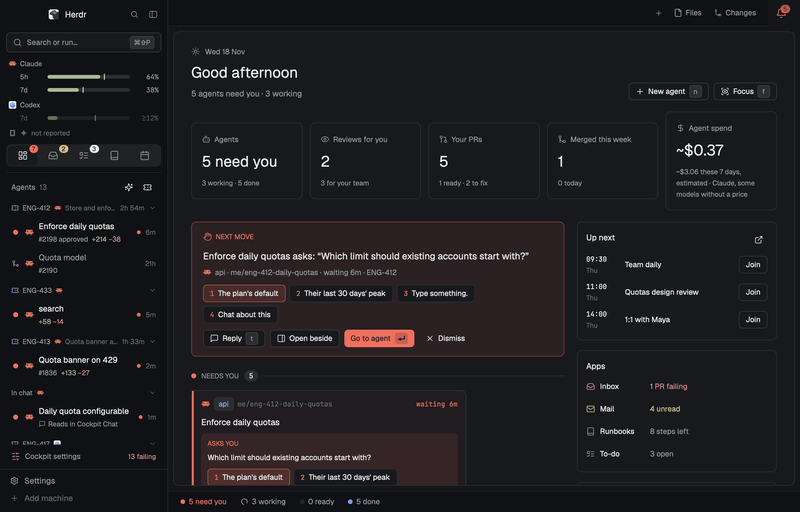 Herdr
Search or run... ⌘⇧P
Claude
5h 64%
7d 38%
Codex
7d ≥12%
not reported
7 2 3
Agents 13
ENG-412 Store and enfo... 2h 54m
Enforce daily quotas 6m
#2198 approved +214 −38
Quota model 21h
#2190
ENG-433
search 5m
+58 −14
ENG-413 Quota banner a... 1h 33m
Quota banner on 429 2m
#1836 +133 −27
In chat
Daily quota configurable 1m
Reads in Cockpit Chat
ENG-417
Cockpit settings 13 failing
Settings
+ Add machine
+ Files Changes 5
Wed 18 Nov
Good afternoon
5 agents need you · 3 working
+ New agent n
Focus f
Agents
5 need you
3 working · 5 done
Reviews for you
2
3 for your team
Your PRs
5
1 ready · 2 to fix
Merged this week
1
0 today
Agent spend
~$0.37
~$3.06 these 7 days,
estimated · Claude, some
models without a price
NEXT MOVE
Enforce daily quotas asks: “Which limit should existing accounts start with?”
api · me/eng-412-daily-quotas · waiting 6m · ENG-412
1 The plan's default
2 Their last 30 days' peak
3 Type something.
4 Chat about this
Reply t
Open beside
Go to agent
Dismiss
NEEDS YOU 5
api me/eng-412-daily-quotas waiting 6m
Enforce daily quotas
ASKS YOU
Which limit should existing accounts start with?
1 The plan's default
2 Their last 30 days' peak
Up next
09:30 Thu Team daily Join
11:00 Thu Quotas design review Join
14:00 Thu 1:1 with Maya Join
Apps
Inbox 1 PR failing
Mail 4 unread
Runbooks 8 steps left
To-do 3 open
5 need you 3 working 0 ready 5 done